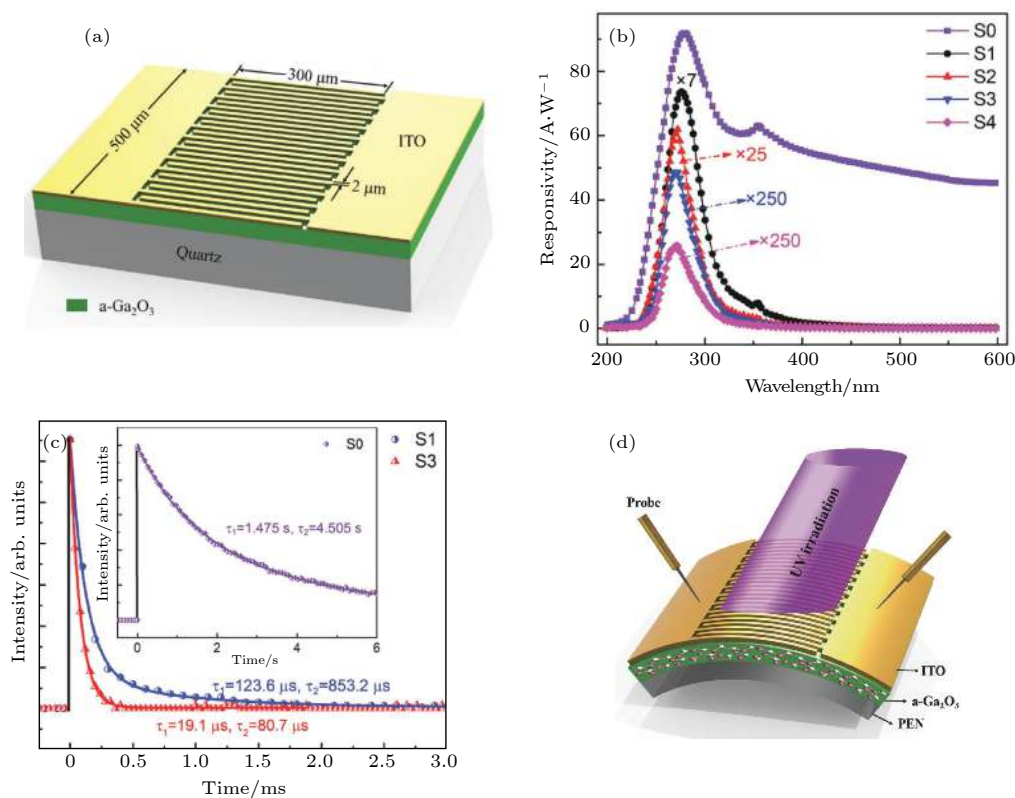 (a)
300 μm
500 μm
ITO
2 μm
Quartz
a-Ga₂O₃
(b)
Responsivity/A·W⁻¹
100
80
60
40
20
0
200 300 400 500 600
Wavelength/nm
S0
S1
S2
S3
S4
×7
×25
×250
×250
(c)
Intensity/arb. units
S1
S3
Intensity/arb. units
S0
τ₁=1.475 s, τ₂=4.505 s
0 2 4 6
Time/s
τ₁=123.6 μs, τ₂=853.2 μs
τ₁=19.1 μs, τ₂=80.7 μs
0 0.5 1.0 1.5 2.0 2.5 3.0
Time/ms
(d)
Probe
UV irradiation
ITO
a-Ga₂O₃
PEN